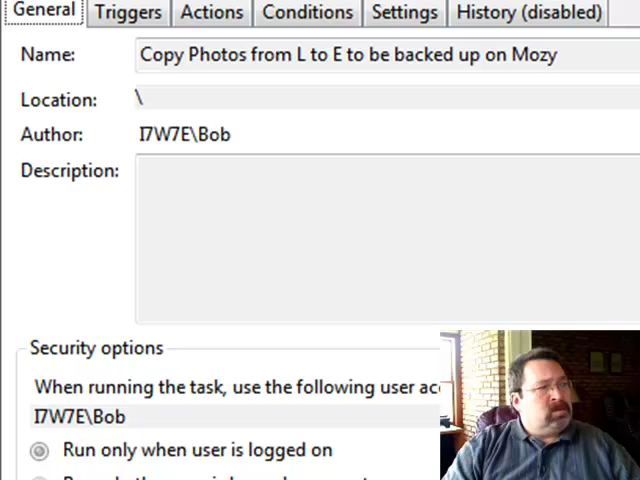 General Triggers Actions Conditions Settings History (disabled)
Name: Copy Photos from L to E to be backed up on Mozy
Location: \
Author: I7W7E\Bob
Description:
Security options
When running the task, use the following user acc
I7W7E\Bob
Run only when user is logged on